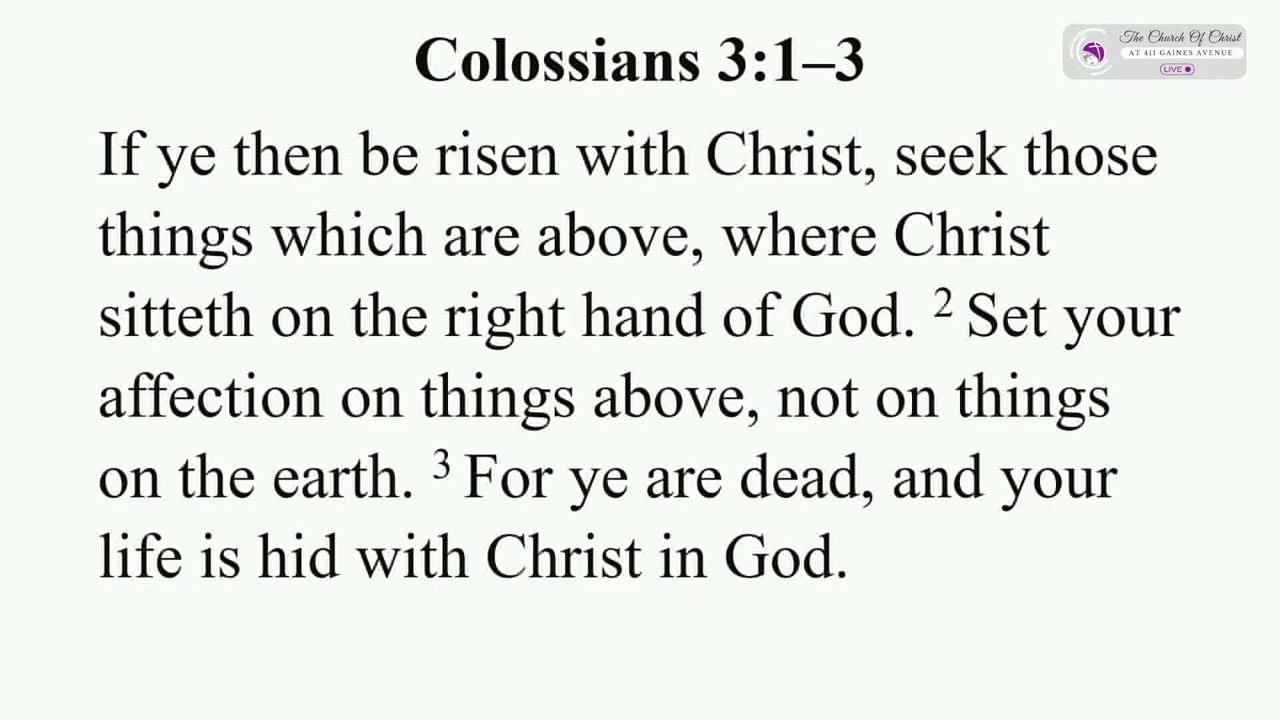 Colossians 3:1–3
The Church Of Christ
AT 411 GAINES AVENUE
LIVE
If ye then be risen with Christ, seek those
things which are above, where Christ
sitteth on the right hand of God. ² Set your
affection on things above, not on things
on the earth. ³ For ye are dead, and your
life is hid with Christ in God.